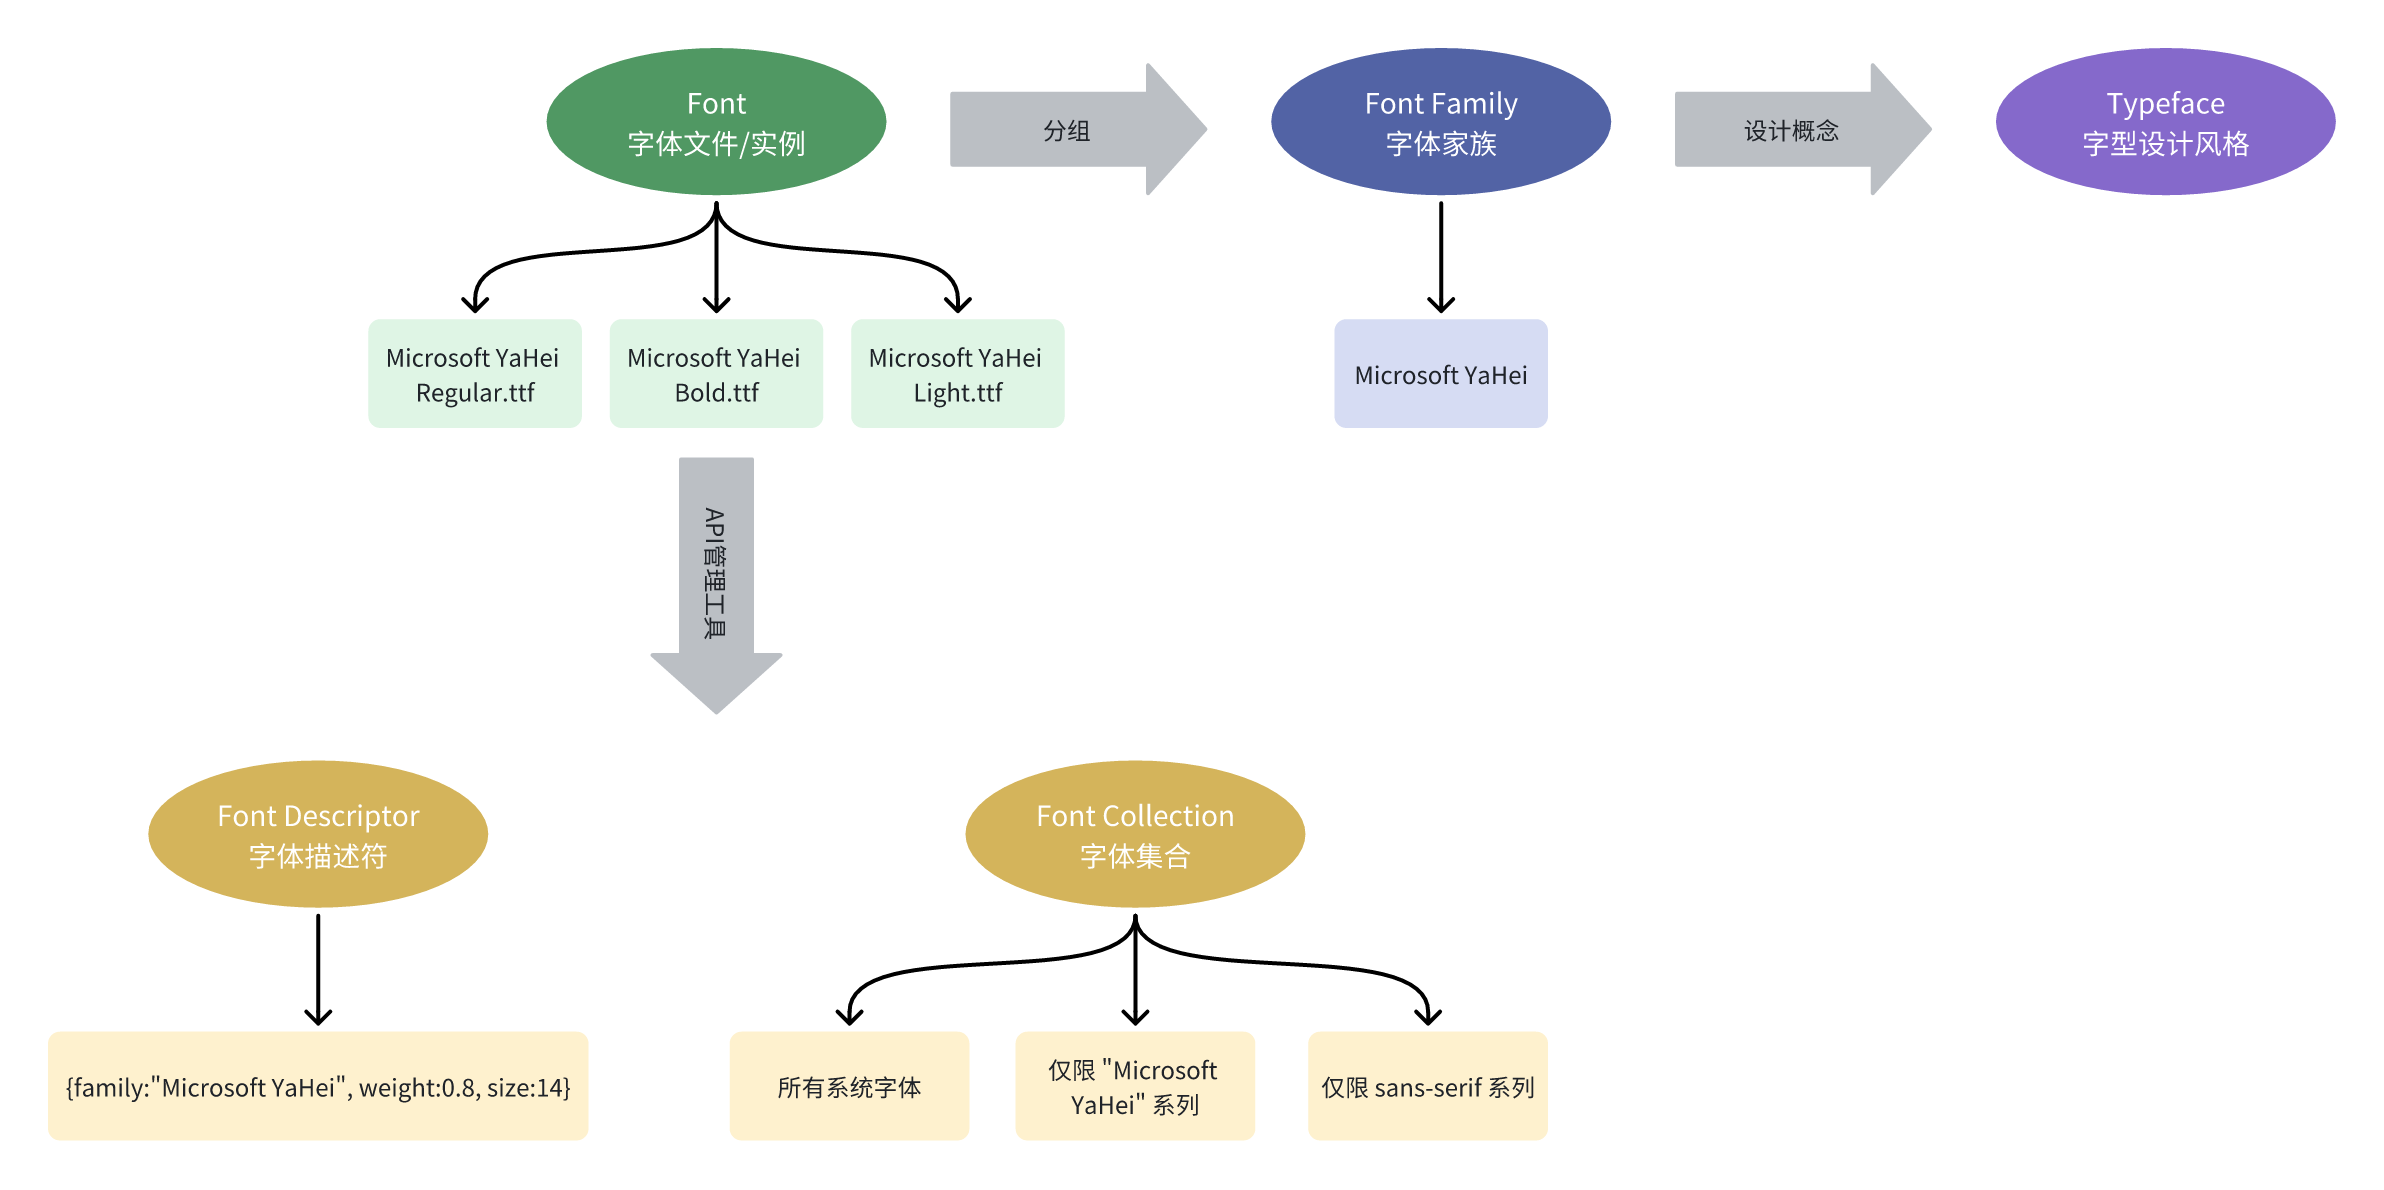 Font
字体文件/实例
分组
Font Family
字体家族
设计概念
Typeface
字型设计风格
Microsoft YaHei
Regular.ttf
Microsoft YaHei
Bold.ttf
Microsoft YaHei
Light.ttf
Microsoft YaHei
API管理工具
Font Descriptor
字体描述符
Font Collection
字体集合
{family:"Microsoft YaHei", weight:0.8, size:14}
所有系统字体
仅限 "Microsoft
YaHei" 系列
仅限 sans-serif 系列